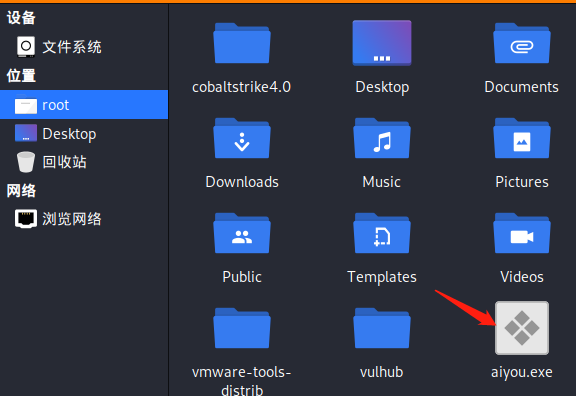 设备
文件系统
位置
root
Desktop
回收站
网络
浏览网络
cobaltstrike4.0
Desktop
Documents
Downloads
Music
Pictures
Public
Templates
Videos
vmware-tools-
distrib
vulhub
aiyou.exe